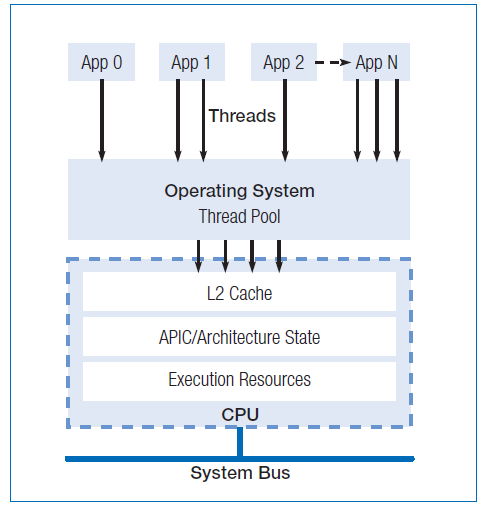 App 0
App 1
App 2
App N
Threads
Operating System
Thread Pool
L2 Cache
APIC/Architecture State
Execution Resources
CPU
System Bus